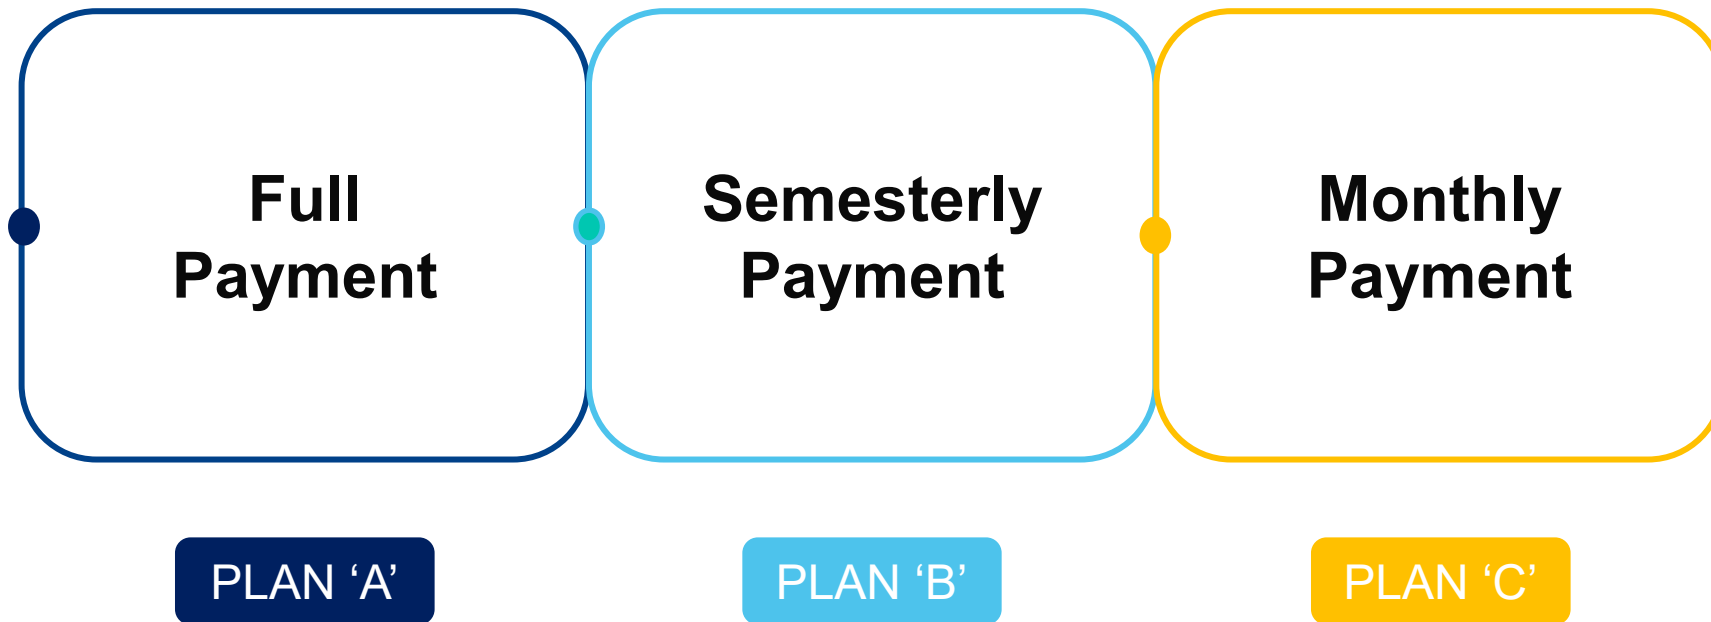 Full
Payment
Semesterly
Payment
Monthly
Payment
PLAN ‘A’
PLAN ‘B’
PLAN ‘C’